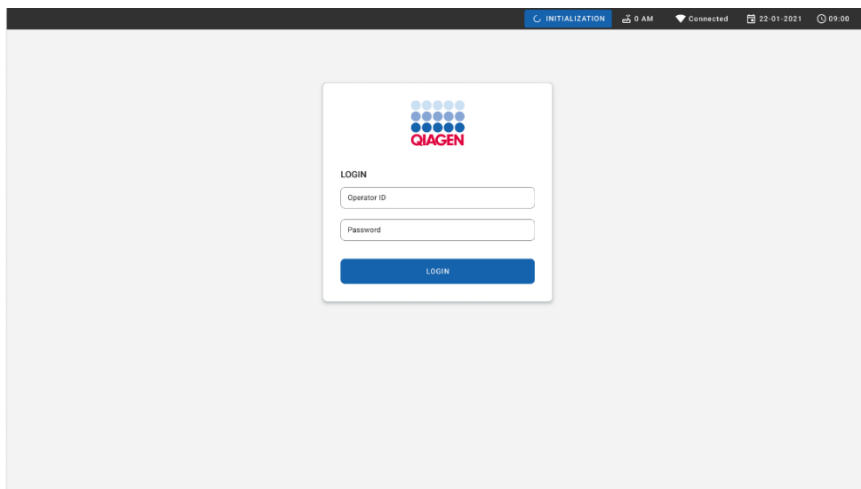 INITIALIZATION 0 AM Connected 22-01-2021 09:00
QIAGEN
LOGIN
Operator ID
Password
LOGIN